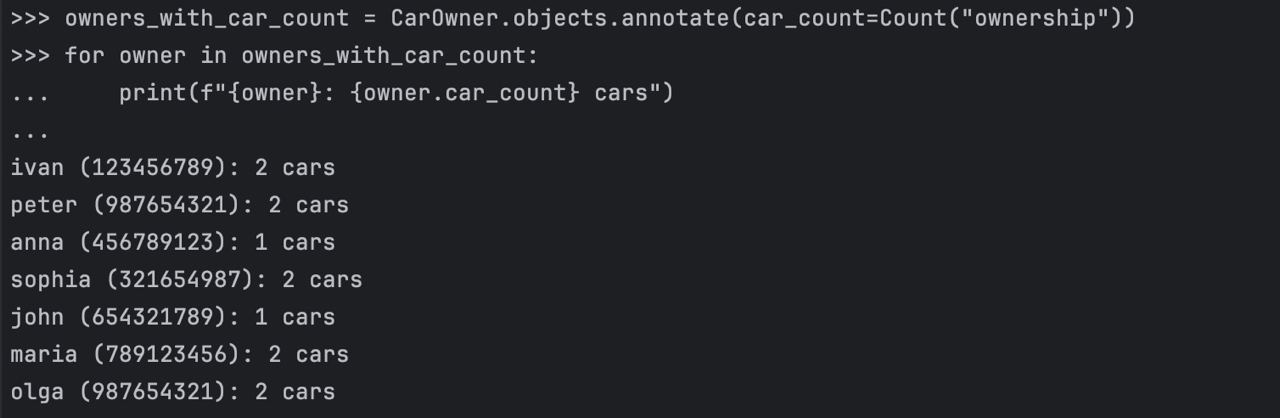 >>> owners_with_car_count = CarOwner.objects.annotate(car_count=Count("ownership"))
>>> for owner in owners_with_car_count:
...     print(f"{owner}: {owner.car_count} cars")
...
ivan (123456789): 2 cars
peter (987654321): 2 cars
anna (456789123): 1 cars
sophia (321654987): 2 cars
john (654321789): 1 cars
maria (789123456): 2 cars
olga (987654321): 2 cars